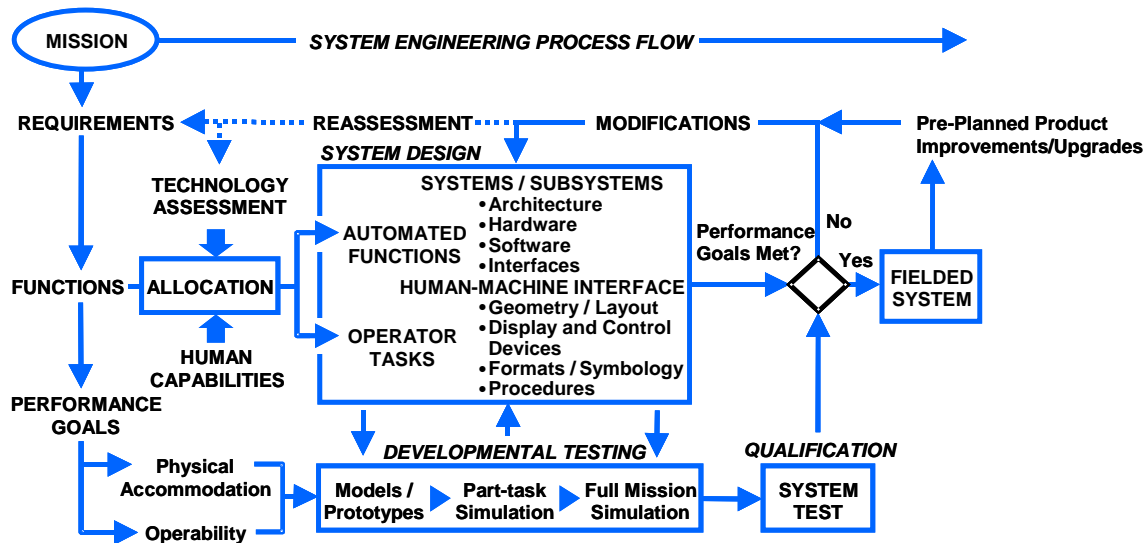 MISSION
SYSTEM ENGINEERING PROCESS FLOW
REQUIREMENTS
REASSESSMENT
MODIFICATIONS
Pre-Planned Product
Improvements/Upgrades
SYSTEM DESIGN
TECHNOLOGY
ASSESSMENT
SYSTEMS / SUBSYSTEMS
•Architecture
•Hardware
•Software
•Interfaces
AUTOMATED
FUNCTIONS
Performance
Goals Met?
No
Yes
FUNCTIONS
ALLOCATION
HUMAN-MACHINE INTERFACE
•Geometry / Layout
•Display and Control
Devices
•Formats / Symbology
•Procedures
FIELDED
SYSTEM
OPERATOR
TASKS
HUMAN
CAPABILITIES
PERFORMANCE
GOALS
DEVELOPMENTAL TESTING
QUALIFICATION
Physical
Accommodation
Operability
Models /
Prototypes
Part-task
Simulation
Full Mission
Simulation
SYSTEM
TEST